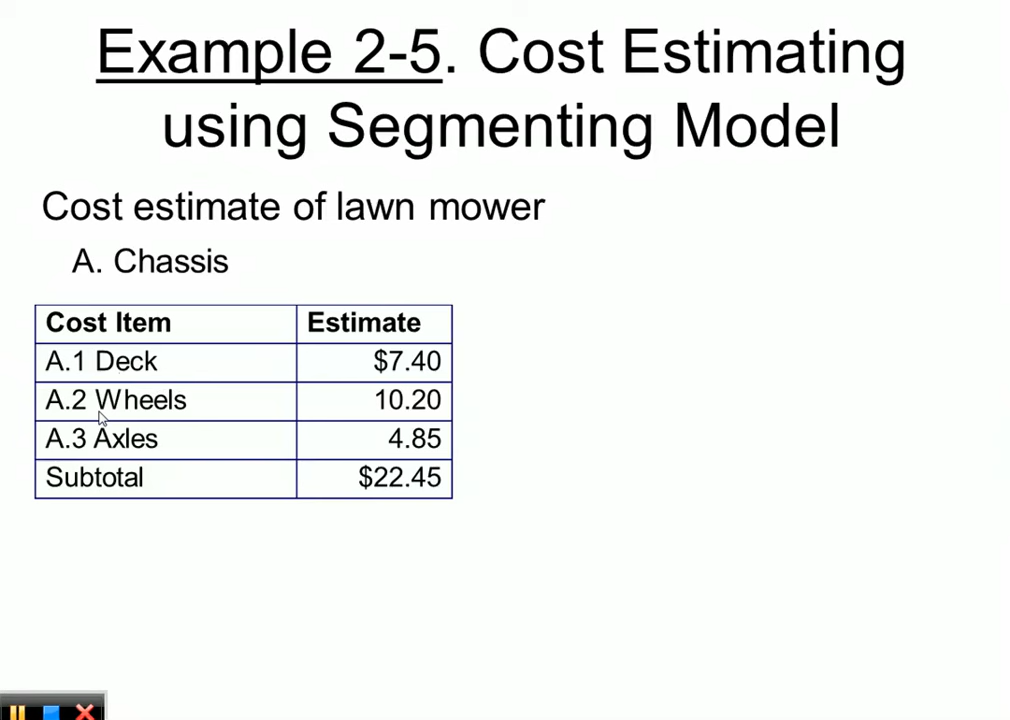 Example 2-5. Cost Estimating
using Segmenting Model
Cost estimate of lawn mower
A. Chassis
Cost Item Estimate
A.1 Deck $7.40
A.2 Wheels 10.20
A.3 Axles 4.85
Subtotal $22.45